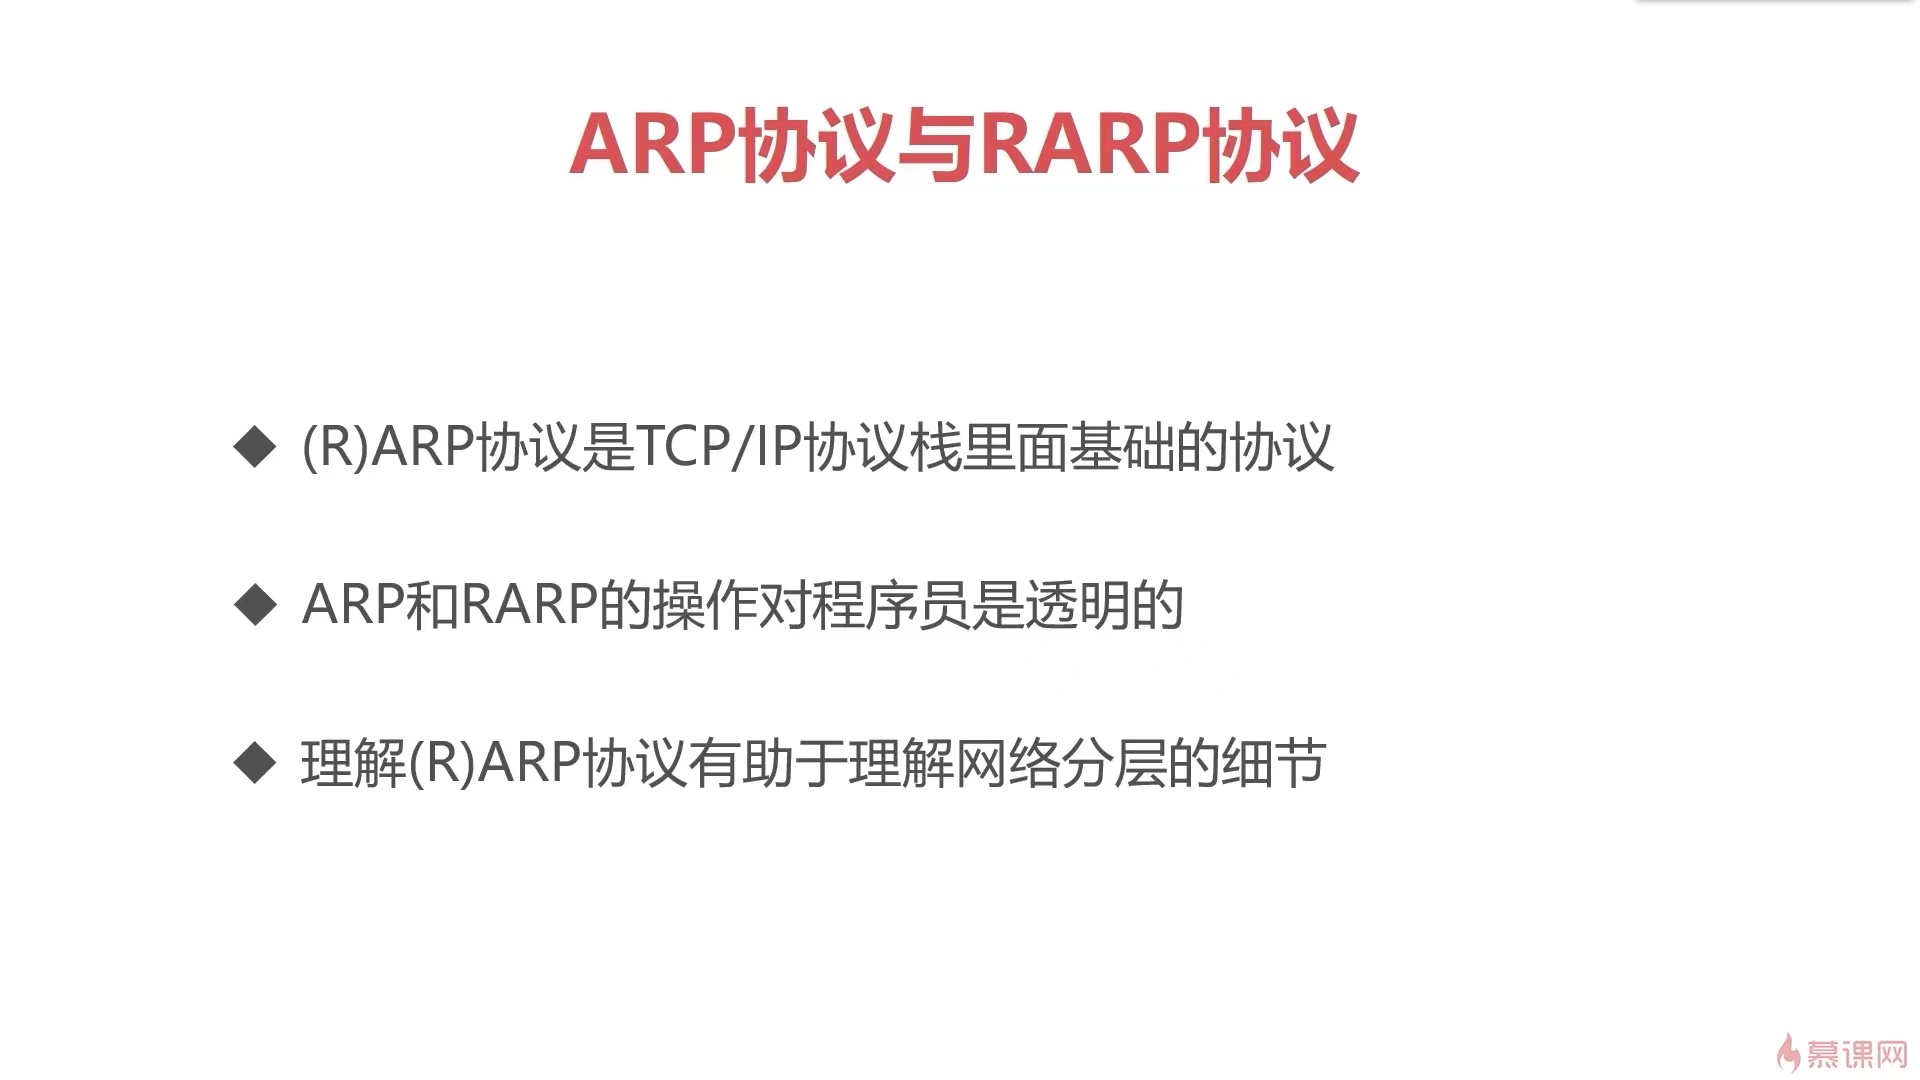 ARP协议与RARP协议
◆ (R)ARP协议是TCP/IP协议栈里面基础的协议
◆ ARP和RARP的操作对程序员是透明的
◆ 理解(R)ARP协议有助于理解网络分层的细节
慕课网